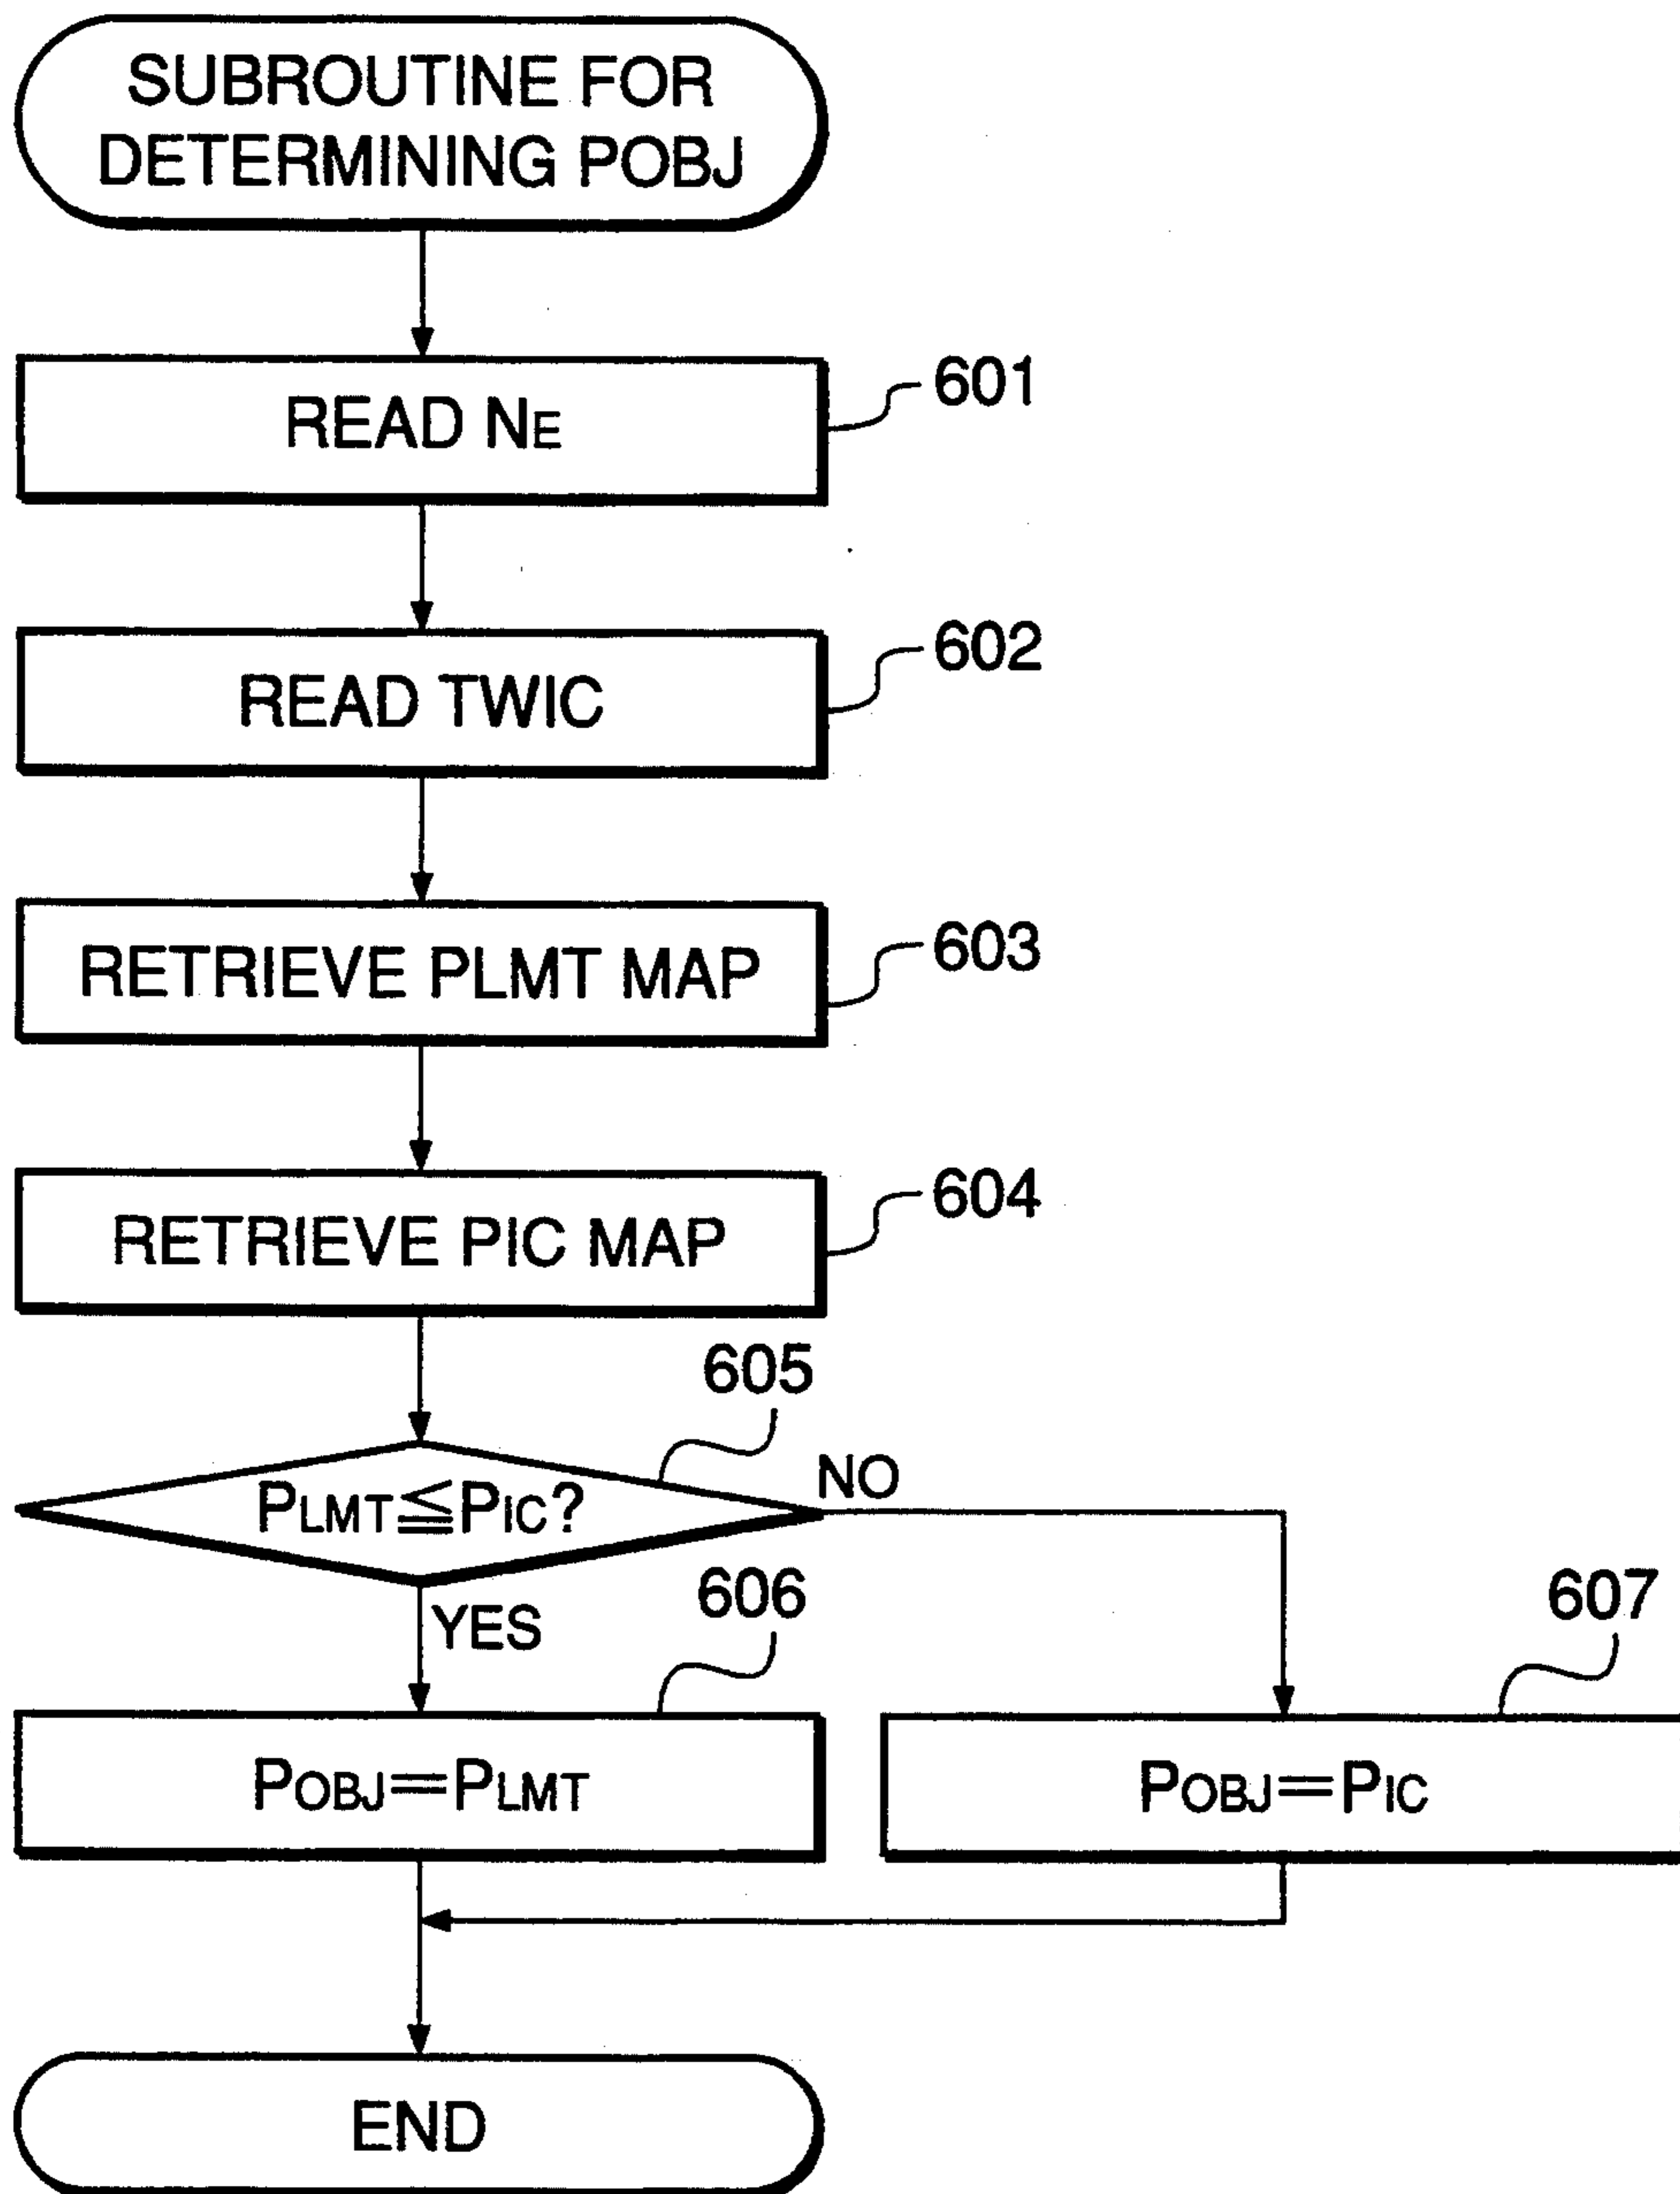 SUBROUTINE FOR
DETERMINING POBJ
READ NE
601
READ TWIC
602
RETRIEVE PLMT MAP
603
RETRIEVE PIC MAP
604
605
PLMT≦PIC?
NO
YES
606
607
POBJ=PLMT
POBJ=PIC
END